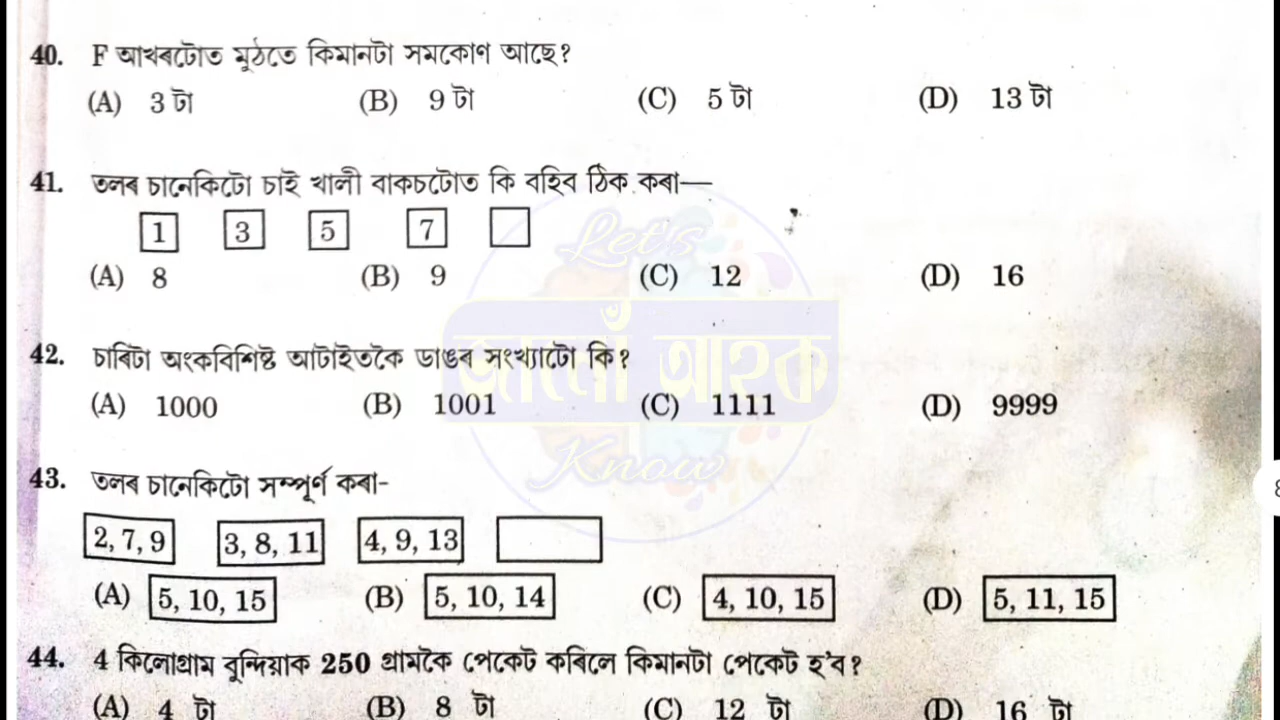 40. F আখৰটোত মুঠতে কিমানটা সমকোণ আছে?
(A) 3 টা (B) 9 টা (C) 5 টা (D) 13 টা
41. তলৰ চানেকিটো চাই খালী বাকচটোত কি বহিব ঠিক কৰা—
1 3 5 7
(A) 8 (B) 9 (C) 12 (D) 16
42. চাৰিটা অংকবিশিষ্ট আটাইতকৈ ডাঙৰ সংখ্যাটো কি?
(A) 1000 (B) 1001 (C) 1111 (D) 9999
43. তলৰ চানেকিটো সম্পূৰ্ণ কৰা-
2, 7, 9 3, 8, 11 4, 9, 13
(A) 5, 10, 15 (B) 5, 10, 14 (C) 4, 10, 15 (D) 5, 11, 15
44. 4 কিলোগ্ৰাম বুন্দিয়াক 250 গ্ৰামকৈ পেকেট কৰিলে কিমানটা পেকেট হ'ব?
(A) 4 টা (B) 8 টা (C) 12 টা (D) 16 টা
Let's
জানোঁ আহক
Know